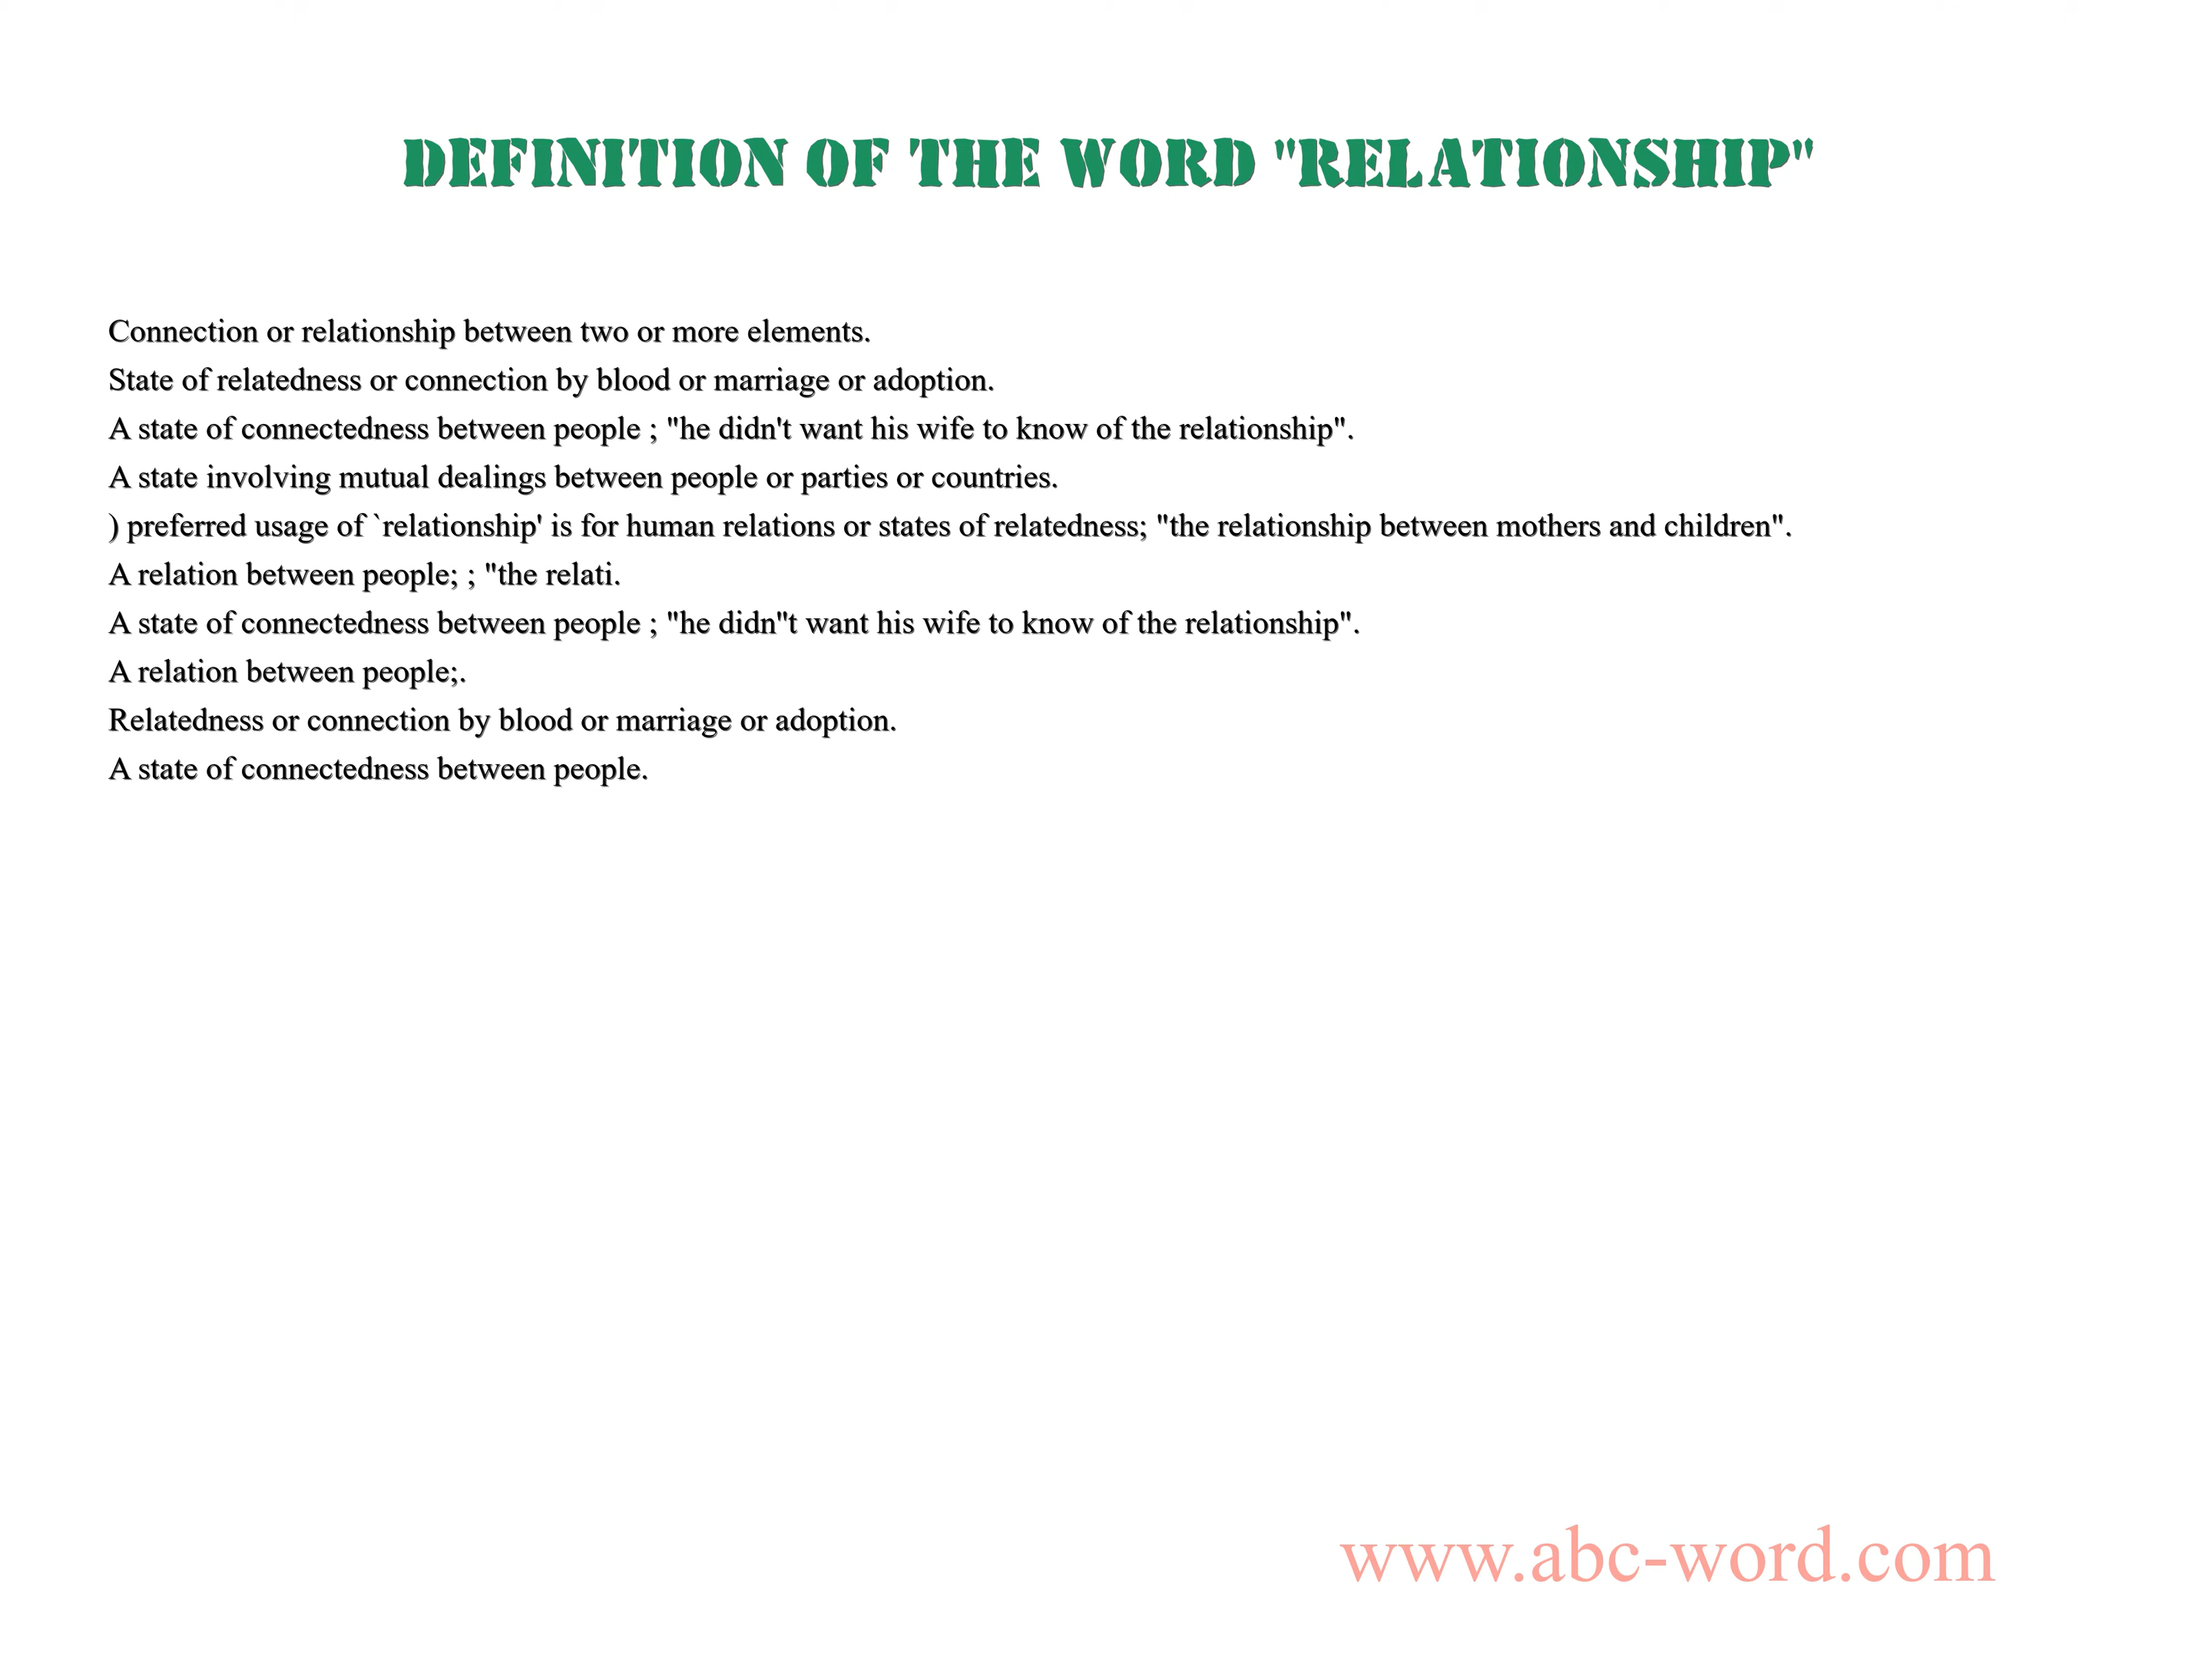 DEFINITION OF THE WORD "RELATIONSHIP"
Connection or relationship between two or more elements.
State of relatedness or connection by blood or marriage or adoption.
A state of connectedness between people ; "he didn't want his wife to know of the relationship".
A state involving mutual dealings between people or parties or countries.
) preferred usage of `relationship' is for human relations or states of relatedness; "the relationship between mothers and children".
A relation between people; ; "the relati.
A state of connectedness between people ; "he didn''t want his wife to know of the relationship".
A relation between people;.
Relatedness or connection by blood or marriage or adoption.
A state of connectedness between people.
www.abc-word.com